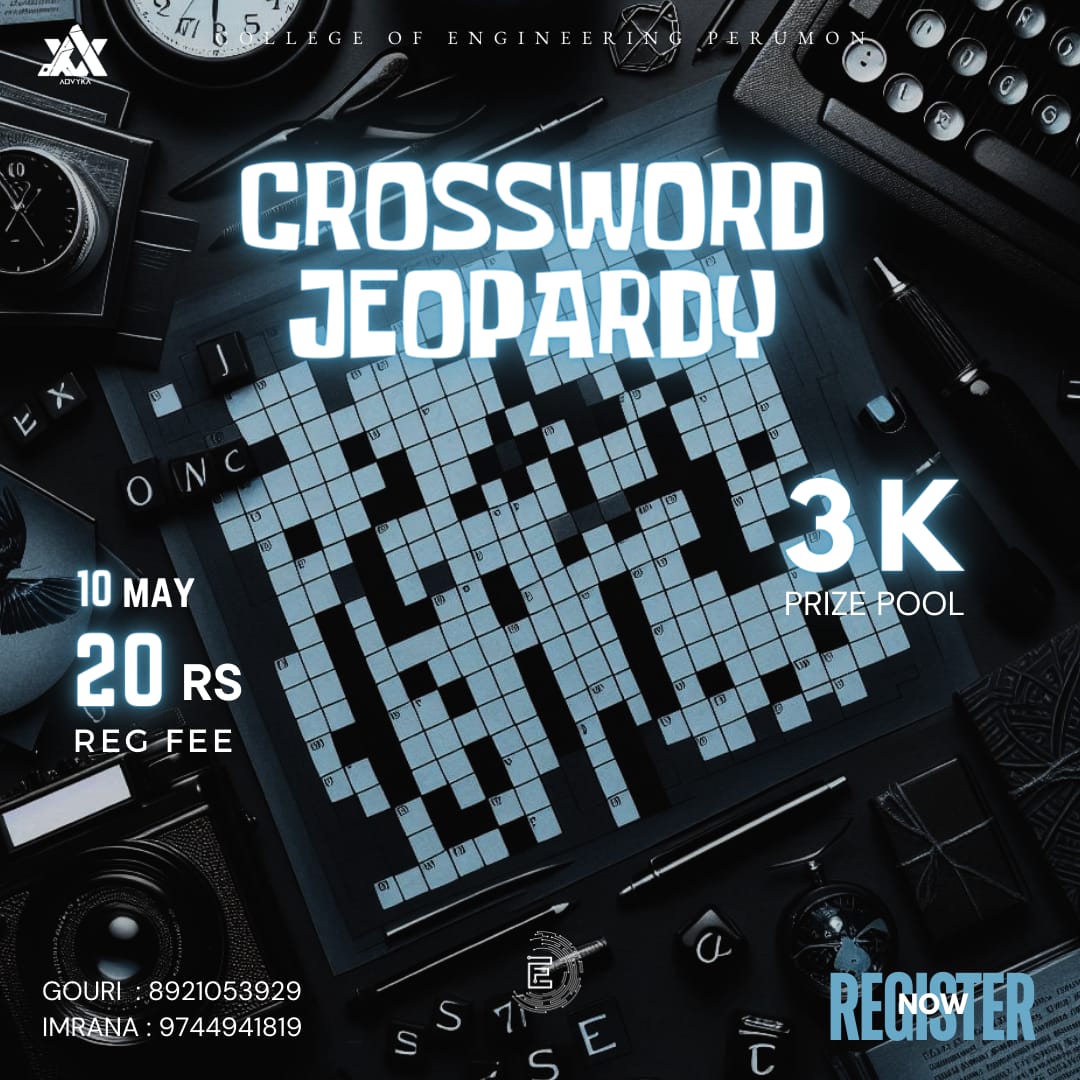 COLLEGE OF ENGINEERING PERUMON
ADVYKA
CROSSWORD
JEOPARDY
J
E X
O N C
3K
PRIZE POOL
10 MAY
20 RS
REG FEE
E
GOURI : 8921053929
IMRANA : 9744941819
REGISTER
NOW
S S
S E